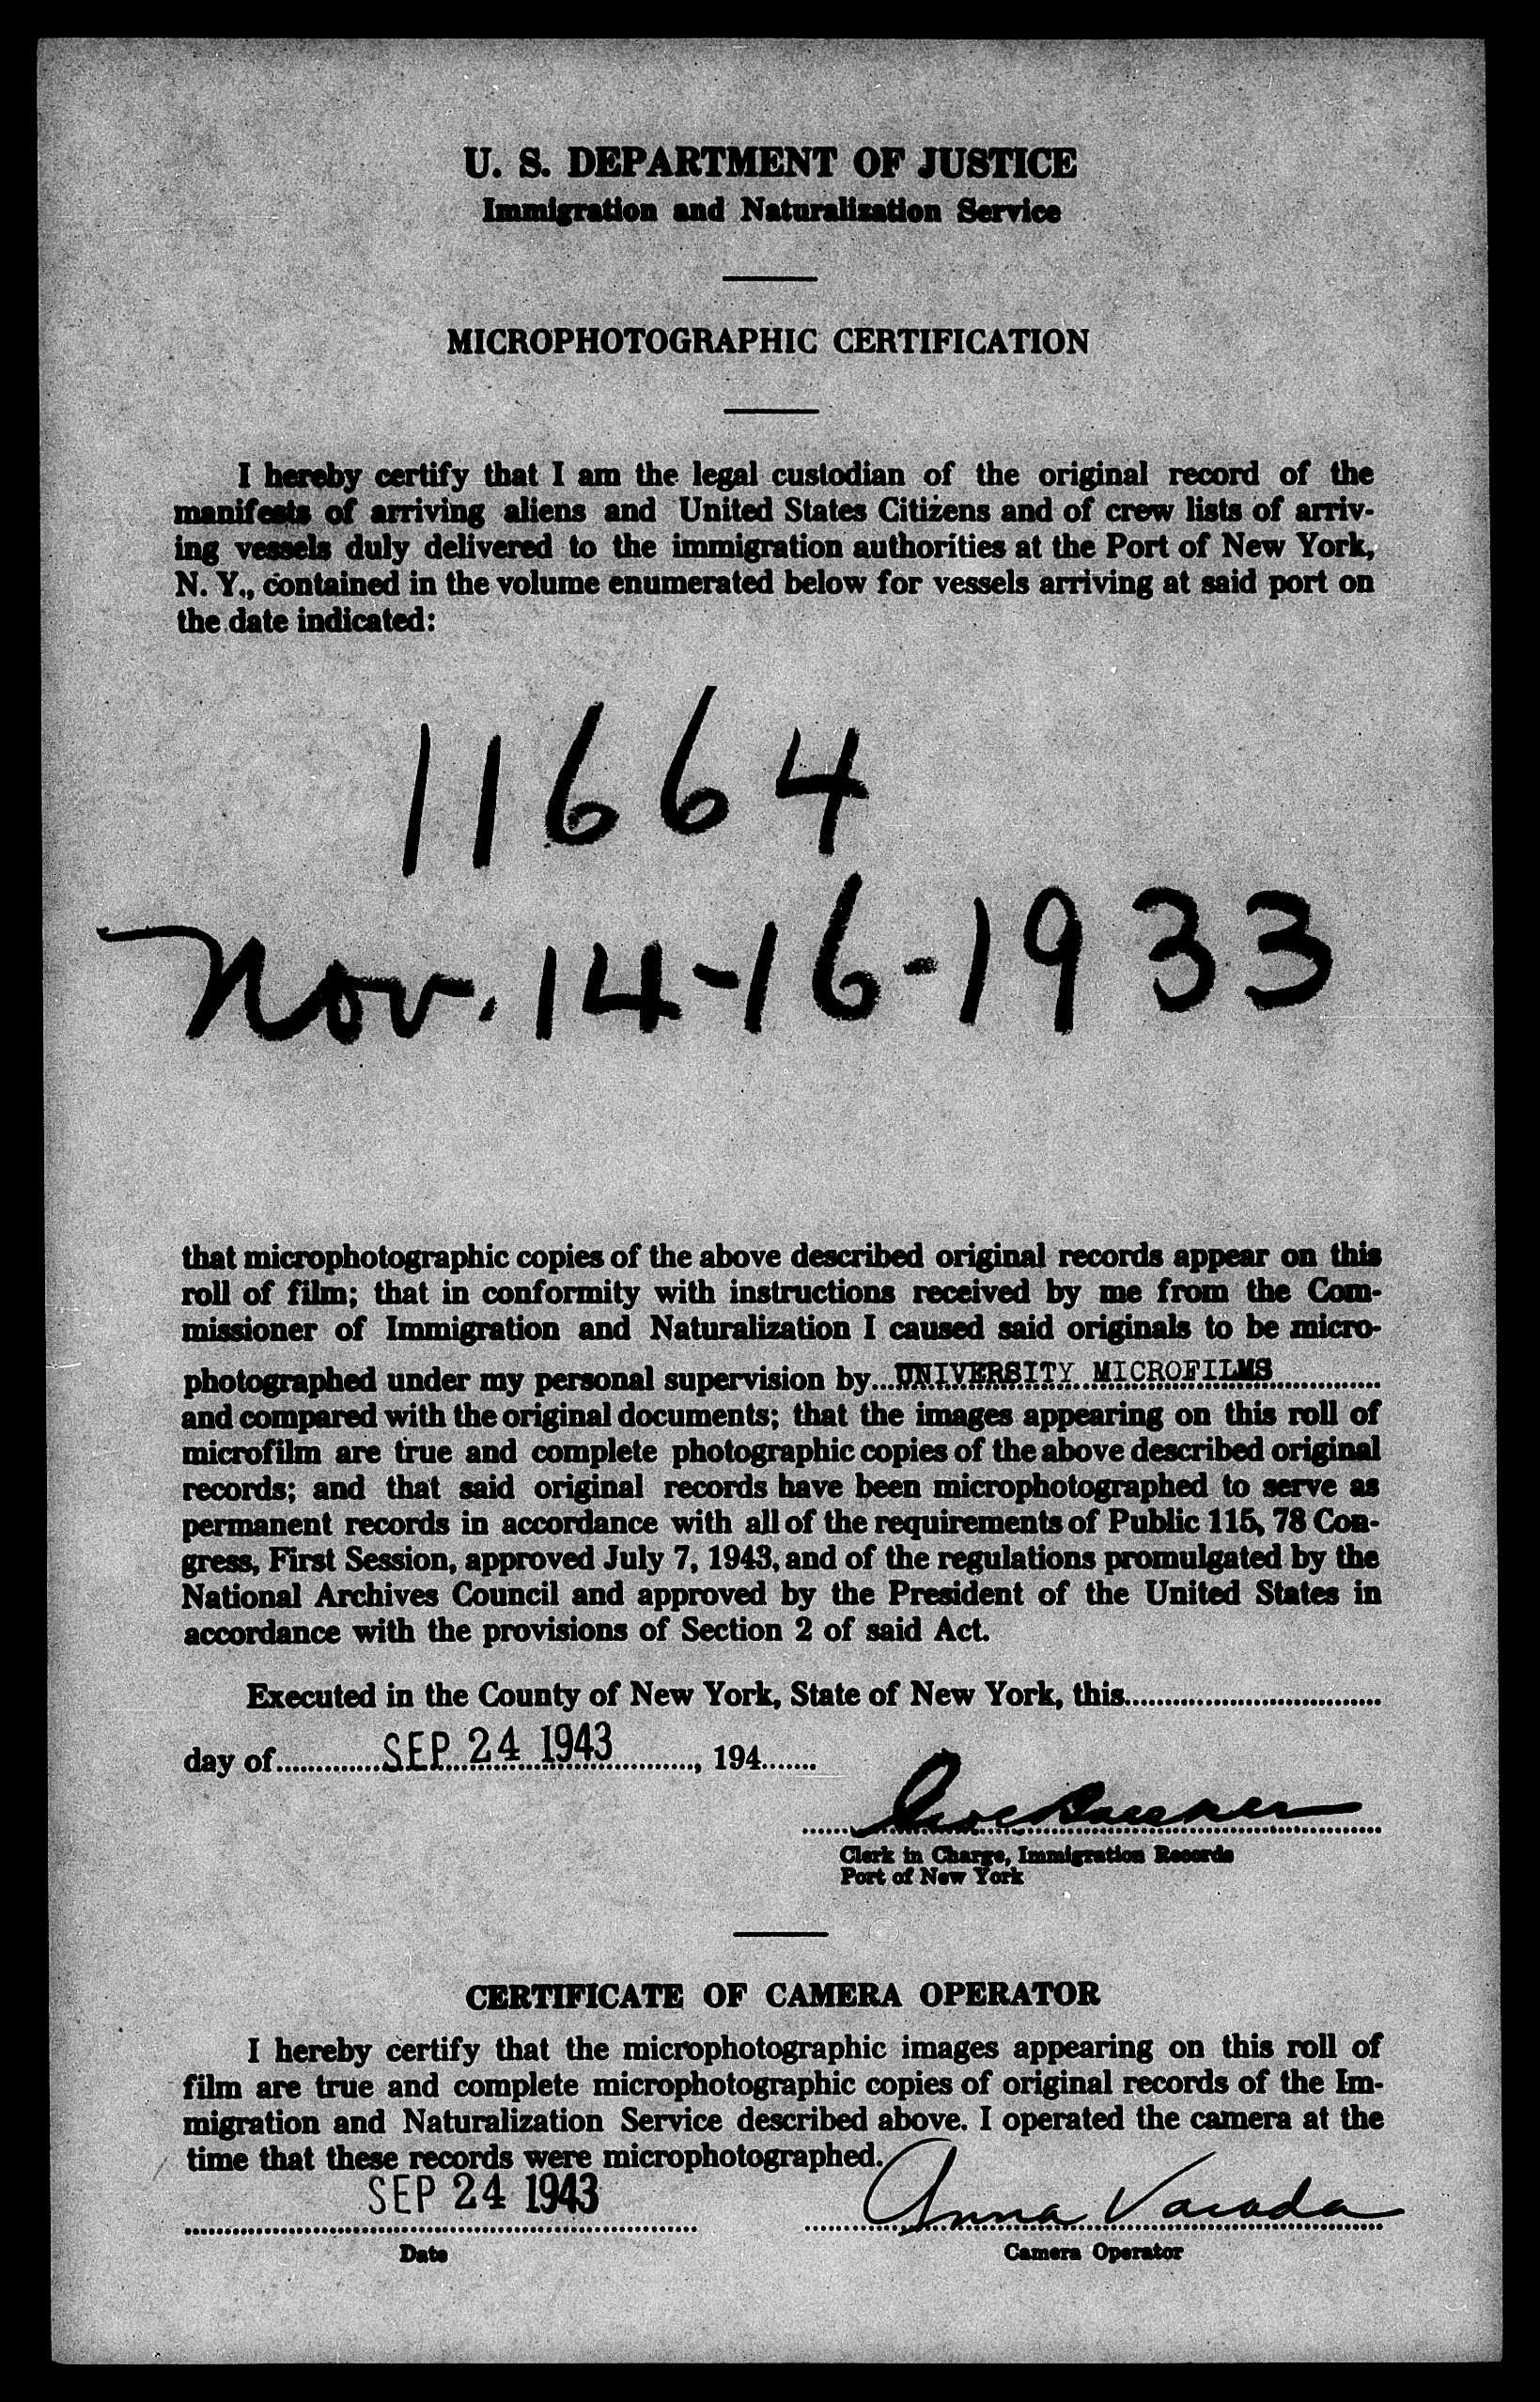 U. S. DEPARTMENT OF JUSTICE
Immigration and Naturalization Service
MICROPHOTOGRAPHIC CERTIFICATION
I hereby certify that I am the legal custodian of the original record of the
manifests of arriving aliens and United States Citizens and of crew lists of arriv-
ing vessels duly delivered to the immigration authorities at the Port of New York,
N. Y., contained in the volume enumerated below for vessels arriving at said port on
the date indicated:
11664
Nov. 14-16-1933
that microphotographic copies of the above described original records appear on this
roll of film; that in conformity with instructions received by me from the Com-
missioner of Immigration and Naturalization I caused said originals to be micro-
photographed under my personal supervision by...UNIVERSITY MICROFILMS
and compared with the original documents; that the images appearing on this roll of
microfilm are true and complete photographic copies of the above described original
records; and that said original records have been microphotographed to serve as
permanent records in accordance with all of the requirements of Public 115, 78 Con-
gress, First Session, approved July 7, 1943, and of the regulations promulgated by the
National Archives Council and approved by the President of the United States in
accordance with the provisions of Section 2 of said Act.
Executed in the County of New York, State of New York, this
day of SEP 24 1943, 194
Clerk in Charge, Immigration Records
Port of New York
CERTIFICATE OF CAMERA OPERATOR
I hereby certify that the microphotographic images appearing on this roll of
film are true and complete microphotographic copies of original records of the Im-
migration and Naturalization Service described above. I operated the camera at the
time that these records were microphotographed.
SEP 24 1943
Anna Varada
Date
Camera Operator